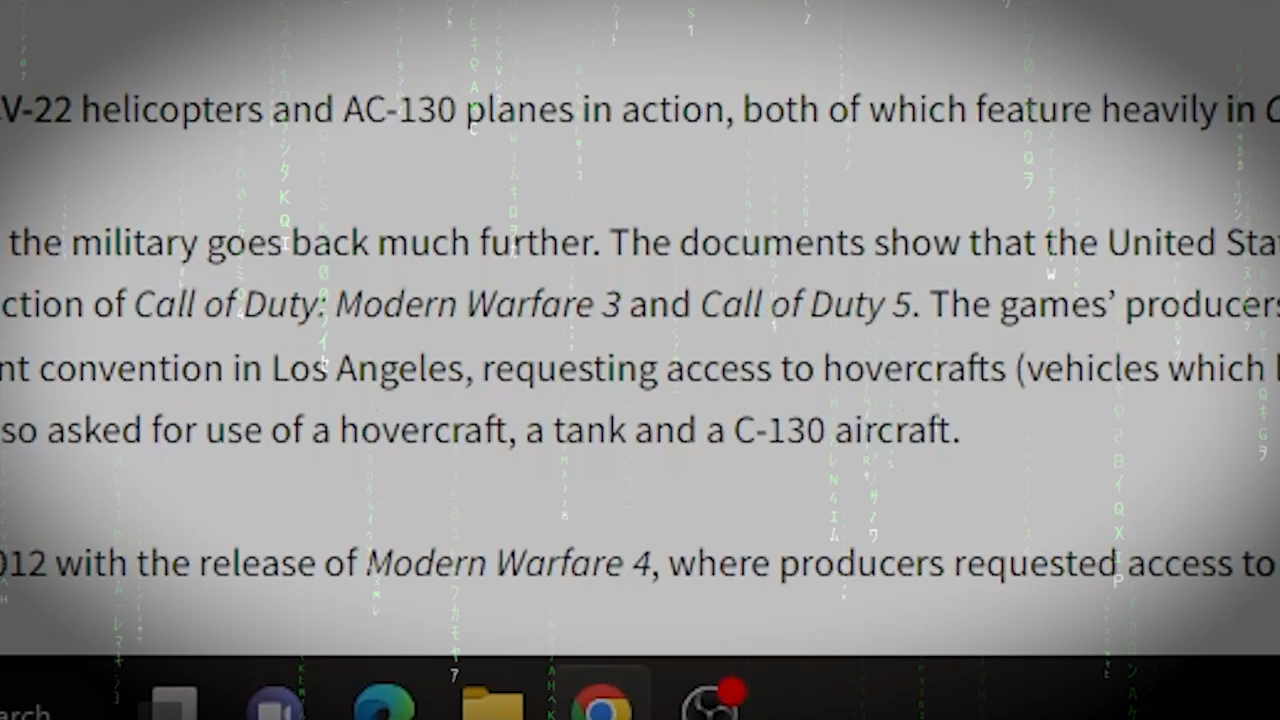 V-22 helicopters and AC-130 planes in action, both of which feature heavily in
the military goes back much further. The documents show that the United Sta
ction of Call of Duty: Modern Warfare 3 and Call of Duty 5. The games' producers
nt convention in Los Angeles, requesting access to hovercrafts (vehicles which
so asked for use of a hovercraft, a tank and a C-130 aircraft.
012 with the release of Modern Warfare 4, where producers requested access to
arch